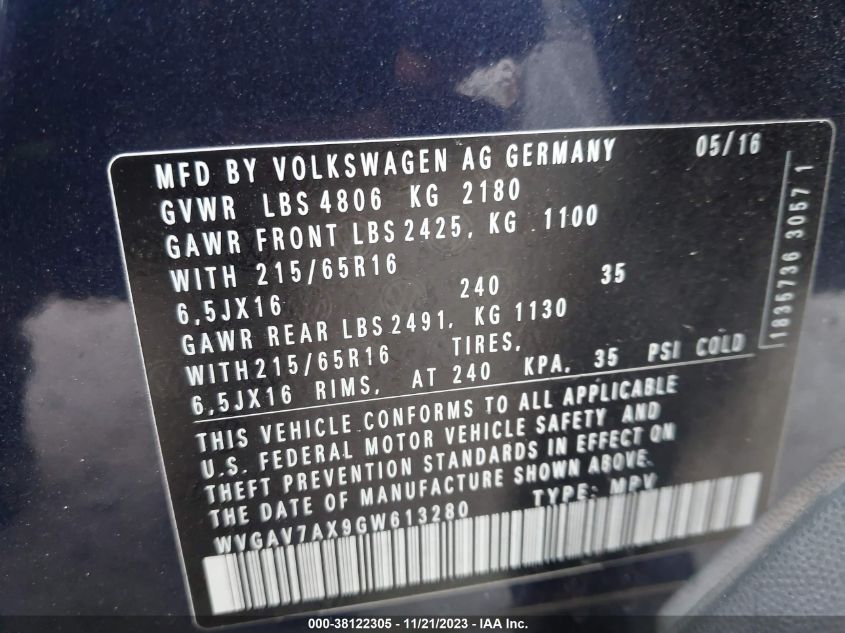 MFD BY VOLKSWAGEN AG GERMANY 05/16
GVWR LBS 4806 KG 2180
GAWR FRONT LBS 2425, KG 1100
WITH 215/65R16
6,5JX16 240 35
GAWR REAR LBS 2491, KG 1130
WITH 215/65R16 TIRES,
6,5JX16 RIMS, AT 240 KPA, 35 PSI COLD
THIS VEHICLE CONFORMS TO ALL APPLICABLE
U.S. FEDERAL MOTOR VEHICLE SAFETY AND
THEFT PREVENTION STANDARDS IN EFFECT ON
THE DATE OF MANUFACTURE SHOWN ABOVE.
WVGAV7AX9GW613280 TYPE: MPV
1835736 3057 1
000-38122305 - 11/21/2023 - IAA Inc.